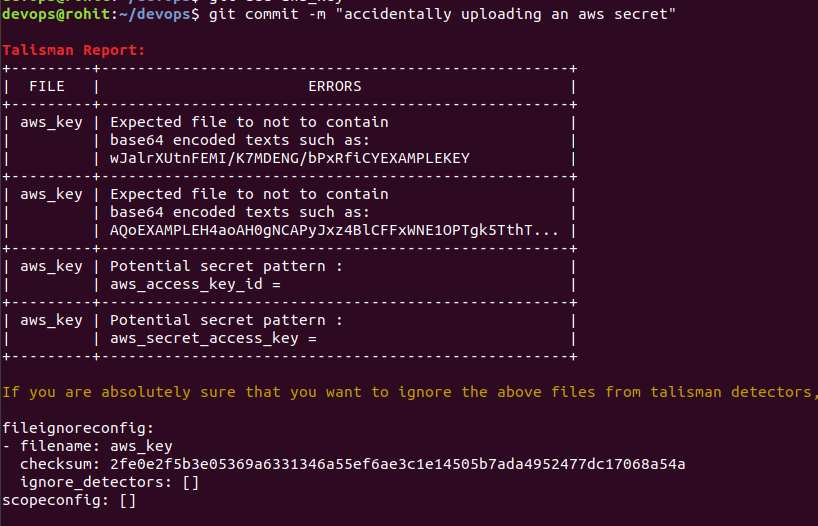 devops@rohit:~/devops$ git commit -m "accidentally uploading an aws secret"
Talisman Report:
+---------+----------------------------------------------------+
| FILE | ERRORS |
+---------+----------------------------------------------------+
| aws_key | Expected file to not to contain |
| | base64 encoded texts such as: |
| | wJalrXUtnFEMI/K7MDENG/bPxRfiCYEXAMPLEKEY |
+---------+----------------------------------------------------+
| aws_key | Expected file to not to contain |
| | base64 encoded texts such as: |
| | AQoEXAMPLEH4aoAH0gNCAPyJxz4BlCFFxWNE1OPTgk5TthT... |
+---------+----------------------------------------------------+
| aws_key | Potential secret pattern : |
| | aws_access_key_id = |
+---------+----------------------------------------------------+
| aws_key | Potential secret pattern : |
| | aws_secret_access_key = |
+---------+----------------------------------------------------+
If you are absolutely sure that you want to ignore the above files from talisman detectors,
fileignoreconfig:
- filename: aws_key
checksum: 2fe0e2f5b3e05369a6331346a55ef6ae3c1e14505b7ada4952477dc17068a54a
ignore_detectors: []
scopeconfig: []